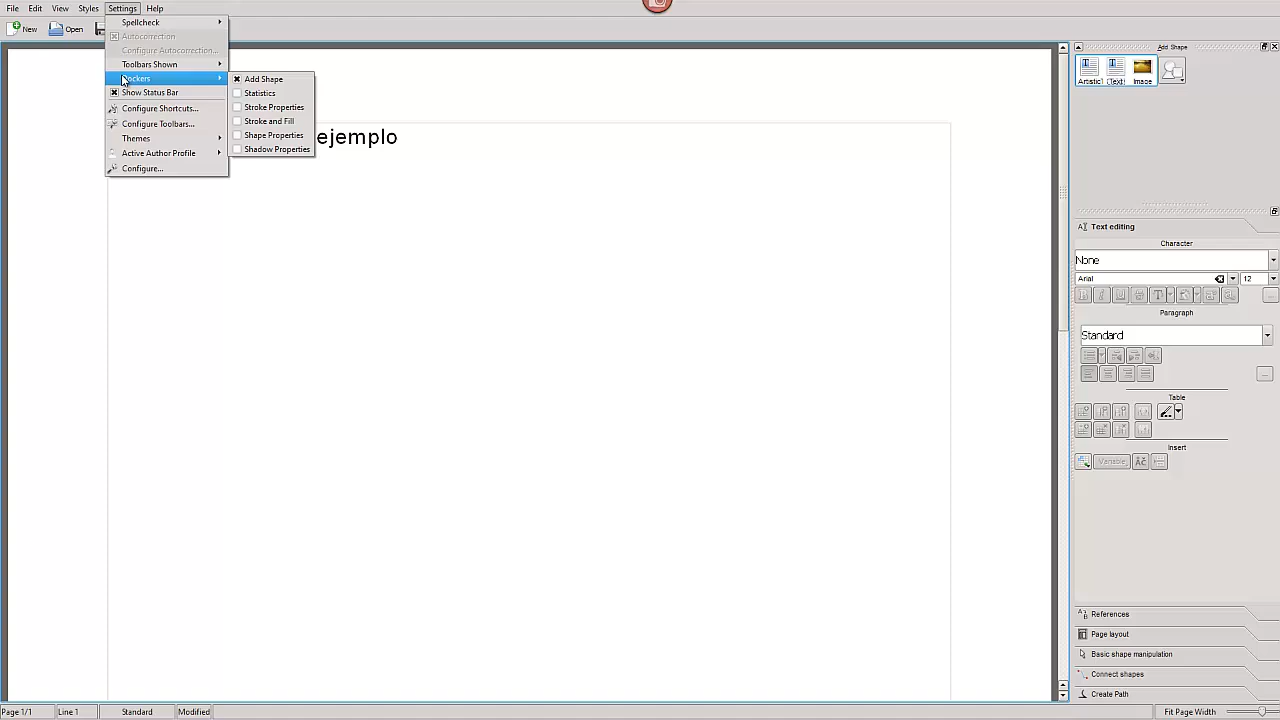 File Edit View Styles Settings Help
New Open
Spellcheck
Autocorrection
Configure Autocorrection...
Toolbars Shown
Dockers
Show Status Bar
Configure Shortcuts...
Configure Toolbars...
Themes
Active Author Profile
Configure...
Add Shape
Statistics
Stroke Properties
Stroke and Fill
Shape Properties
Shadow Properties
ejemplo
Add Shape
Artistic Text Image
Text editing
Character
None
Arial 12
Paragraph
Standard
Table
Insert
Variable
References
Page layout
Basic shape manipulation
Connect shapes
Create Path
Page 1/1 Line 1 Standard Modified Fit Page Width